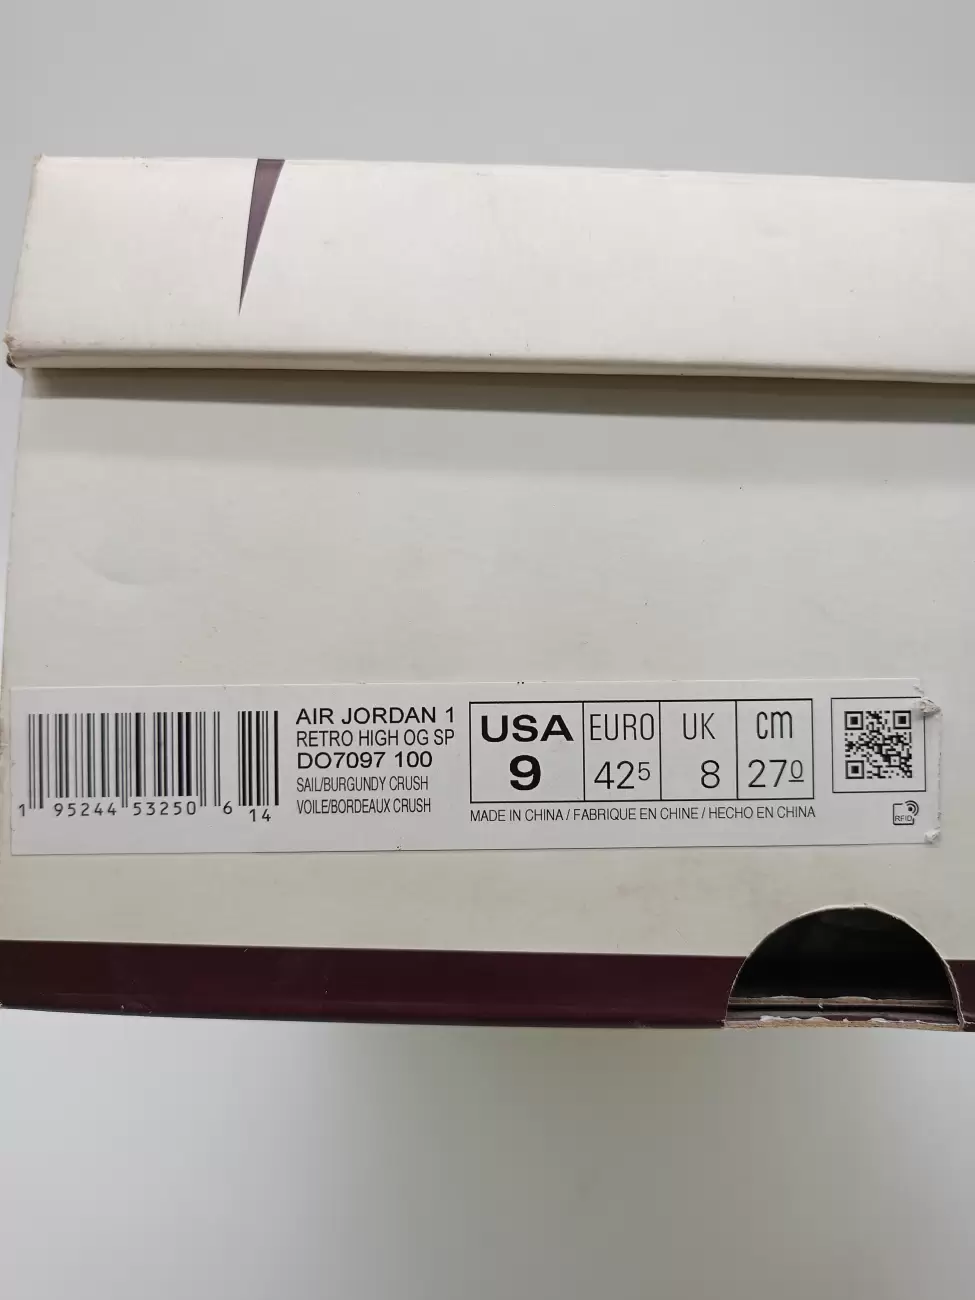 AIR JORDAN 1
RETRO HIGH OG SP
DO7097 100
SAIL/BURGUNDY CRUSH
VOILE/BORDEAUX CRUSH
1 95244 53250 6 14
USA EURO UK cm
9 42 5 8 27 0
MADE IN CHINA / FABRIQUE EN CHINE / HECHO EN CHINA
RFID